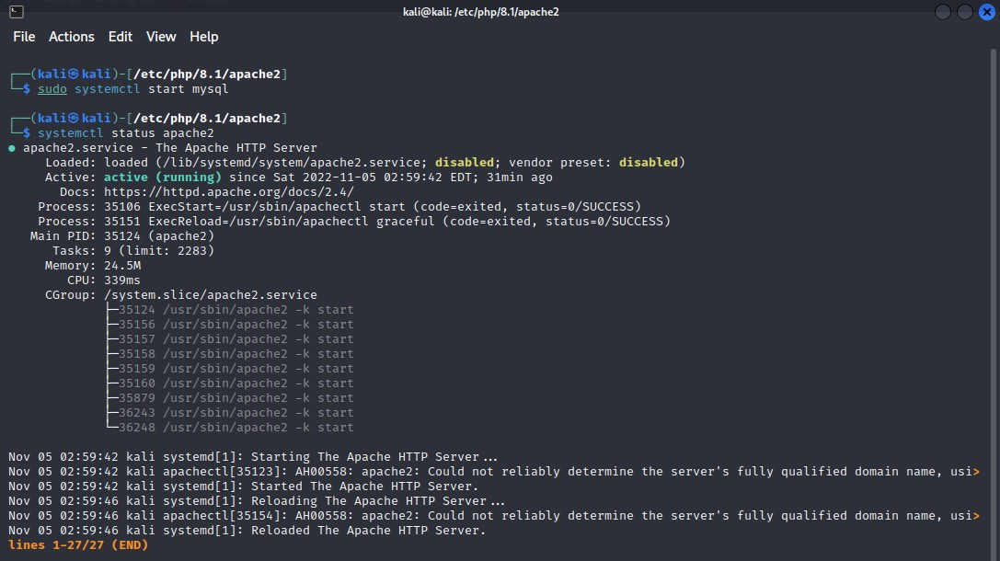 kali@kali: /etc/php/8.1/apache2
File Actions Edit View Help
┌──(kali㉿kali)-[/etc/php/8.1/apache2]
└─$ sudo systemctl start mysql
┌──(kali㉿kali)-[/etc/php/8.1/apache2]
└─$ systemctl status apache2
● apache2.service - The Apache HTTP Server
Loaded: loaded (/lib/systemd/system/apache2.service; disabled; vendor preset: disabled)
Active: active (running) since Sat 2022-11-05 02:59:42 EDT; 31min ago
Docs: https://httpd.apache.org/docs/2.4/
Process: 35106 ExecStart=/usr/sbin/apachectl start (code=exited, status=0/SUCCESS)
Process: 35151 ExecReload=/usr/sbin/apachectl graceful (code=exited, status=0/SUCCESS)
Main PID: 35124 (apache2)
Tasks: 9 (limit: 2283)
Memory: 24.5M
CPU: 339ms
CGroup: /system.slice/apache2.service
├─35124 /usr/sbin/apache2 -k start
├─35156 /usr/sbin/apache2 -k start
├─35157 /usr/sbin/apache2 -k start
├─35158 /usr/sbin/apache2 -k start
├─35159 /usr/sbin/apache2 -k start
├─35160 /usr/sbin/apache2 -k start
├─35879 /usr/sbin/apache2 -k start
├─36243 /usr/sbin/apache2 -k start
└─36248 /usr/sbin/apache2 -k start
Nov 05 02:59:42 kali systemd[1]: Starting The Apache HTTP Server...
Nov 05 02:59:42 kali apachectl[35123]: AH00558: apache2: Could not reliably determine the server's fully qualified domain name, usi>
Nov 05 02:59:42 kali systemd[1]: Started The Apache HTTP Server.
Nov 05 02:59:46 kali systemd[1]: Reloading The Apache HTTP Server...
Nov 05 02:59:46 kali apachectl[35154]: AH00558: apache2: Could not reliably determine the server's fully qualified domain name, usi>
Nov 05 02:59:46 kali systemd[1]: Reloaded The Apache HTTP Server.
lines 1-27/27 (END)